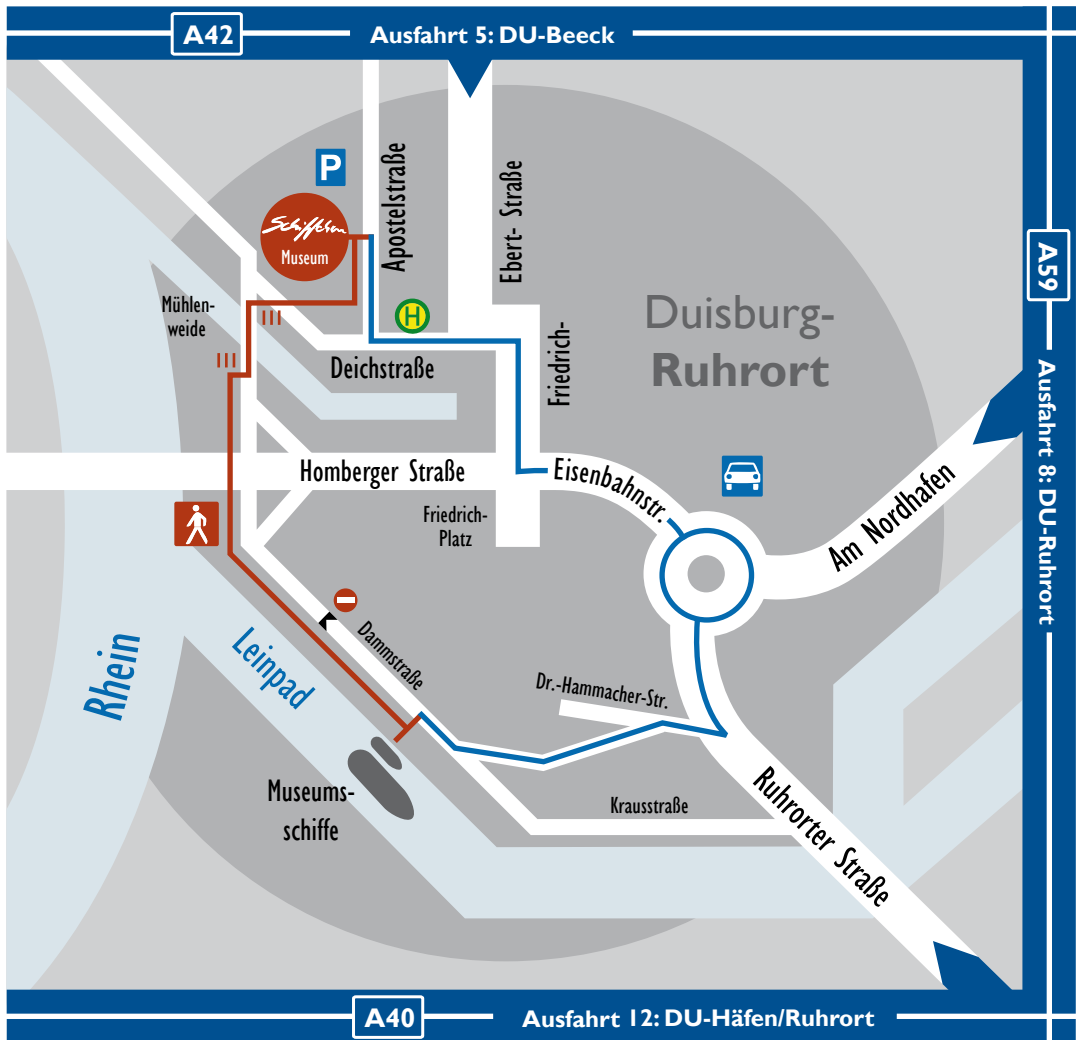 A42
Ausfahrt 5: DU-Beeck
P
Apostelstraße
Ebert- Straße
Schifffahrt
Museum
A59
Mühlen-
weide
H
Duisburg-
Ruhrort
Deichstraße
Friedrich-
Ausfahrt 8: DU-Ruhrort
Homberger Straße
Eisenbahnstr.
Friedrich-
Platz
Am Nordhafen
Rhein
Leinpad
Dammstraße
Dr.-Hammacher-Str.
Museums-
schiffe
Krausstraße
Ruhrorter Straße
A40
Ausfahrt 12: DU-Häfen/Ruhrort